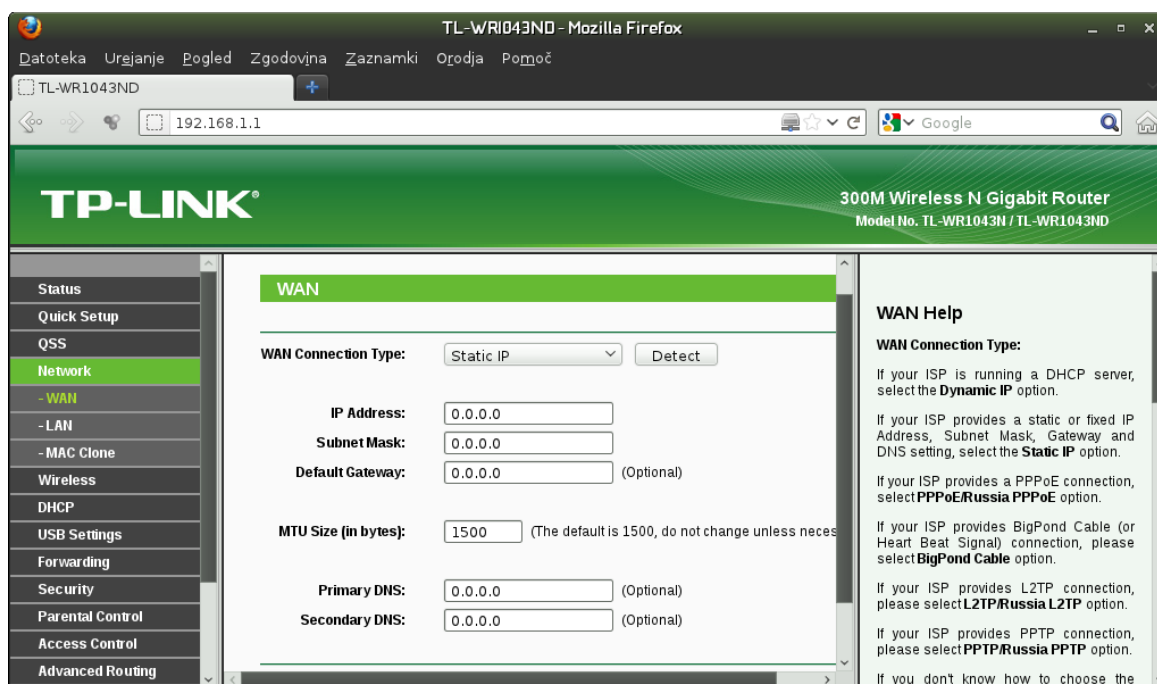 TL-WR1043ND - Mozilla Firefox
Datoteka Urejanje Pogled Zgodovina Zaznamki Orodja Pomoč
TL-WR1043ND
192.168.1.1
Google
TP-LINK®
300M Wireless N Gigabit Router
Model No. TL-WR1043N / TL-WR1043ND
Status
Quick Setup
QSS
Network
- WAN
- LAN
- MAC Clone
Wireless
DHCP
USB Settings
Forwarding
Security
Parental Control
Access Control
Advanced Routing
WAN
WAN Connection Type: Static IP Detect
IP Address: 0.0.0.0
Subnet Mask: 0.0.0.0
Default Gateway: 0.0.0.0 (Optional)
MTU Size (in bytes): 1500 (The default is 1500, do not change unless neces
Primary DNS: 0.0.0.0 (Optional)
Secondary DNS: 0.0.0.0 (Optional)
WAN Help
WAN Connection Type:
If your ISP is running a DHCP server,
select the Dynamic IP option.
If your ISP provides a static or fixed IP
Address, Subnet Mask, Gateway and
DNS setting, select the Static IP option.
If your ISP provides a PPPoE connection,
select PPPoE/Russia PPPoE option.
If your ISP provides BigPond Cable (or
Heart Beat Signal) connection, please
select BigPond Cable option.
If your ISP provides L2TP connection,
please select L2TP/Russia L2TP option.
If your ISP provides PPTP connection,
please select PPTP/Russia PPTP option.
If you don't know how to choose the